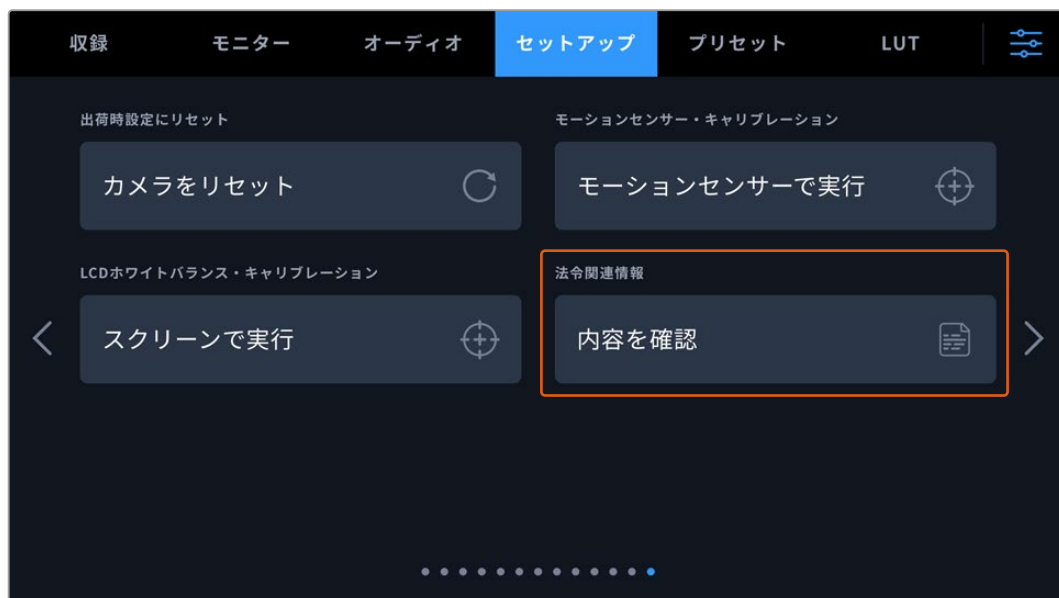 収録 モニター オーディオ セットアップ プリセット LUT
出荷時設定にリセット
カメラをリセット
モーションセンサー・キャリブレーション
モーションセンサーで実行
LCDホワイトバランス・キャリブレーション
スクリーンで実行
法令関連情報
内容を確認